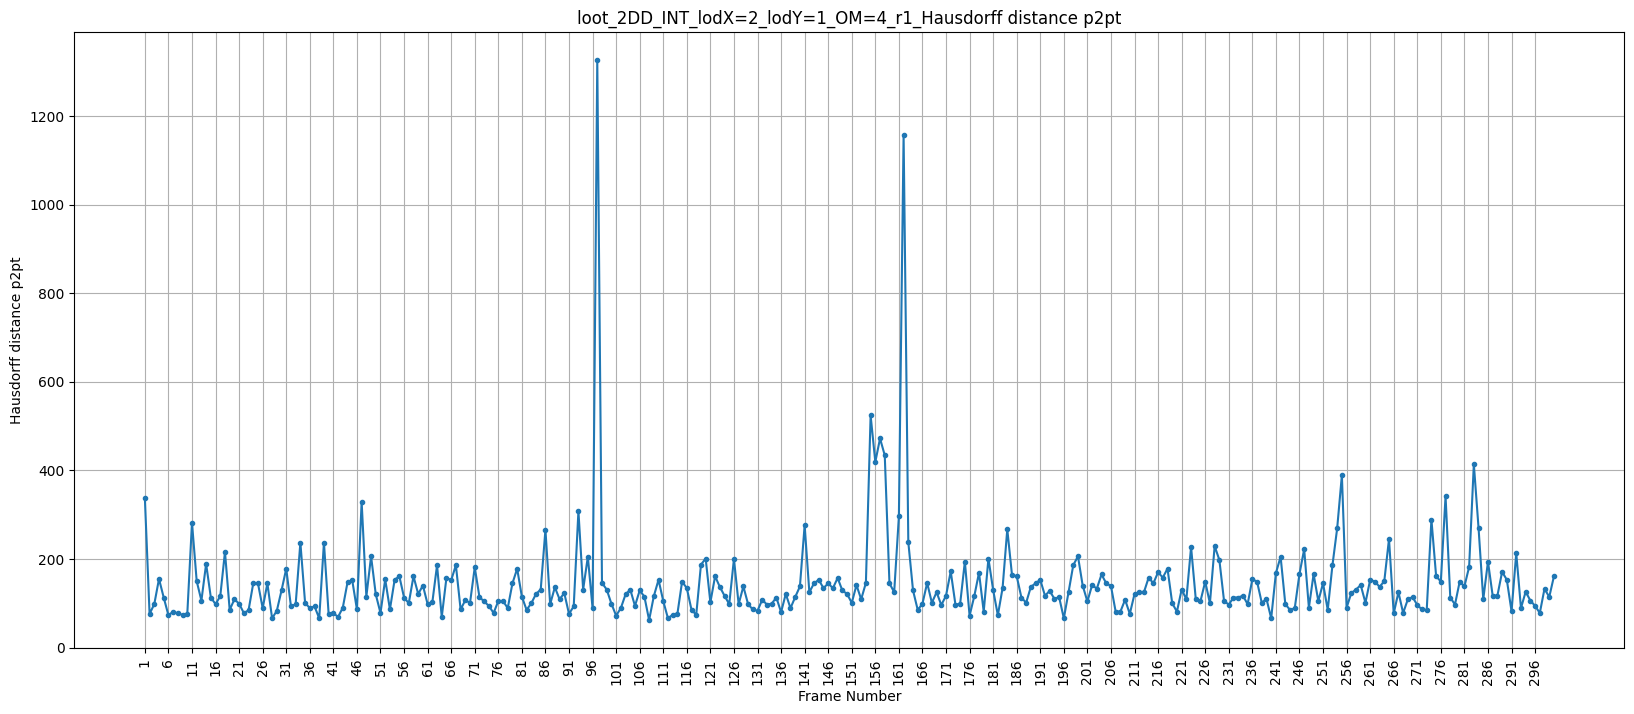 loot_2DD_INT_lodX=2_lodY=1_OM=4_r1_Hausdorff distance p2pt
Hausdorff distance p2pt
1200
1000
800
600
400
200
0
1 6 11 16 21 26 31 36 41 46 51 56 61 66 71 76 81 86 91 96 101 106 111 116 121 126 131 136 141 146 151 156 161 166 171 176 181 186 191 196 201 206 211 216 221 226 231 236 241 246 251 256 261 266 271 276 281 286 291 296
Frame Number